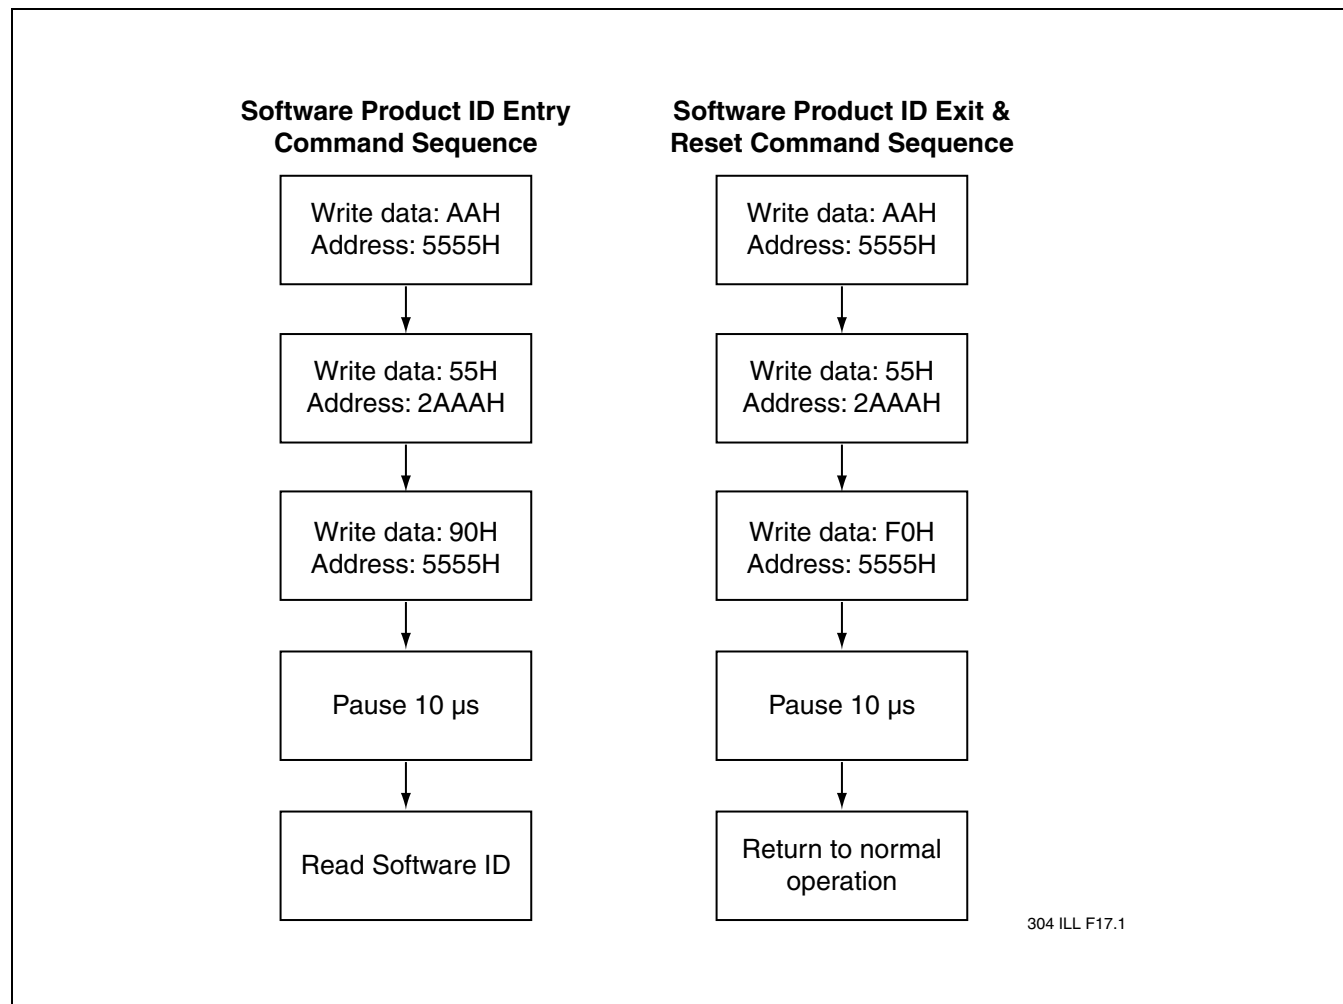 Software Product ID Entry
Command Sequence
Write data: AAH
Address: 5555H
Write data: 55H
Address: 2AAAH
Write data: 90H
Address: 5555H
Pause 10 µs
Read Software ID
Software Product ID Exit &
Reset Command Sequence
Write data: AAH
Address: 5555H
Write data: 55H
Address: 2AAAH
Write data: F0H
Address: 5555H
Pause 10 µs
Return to normal
operation
304 ILL F17.1